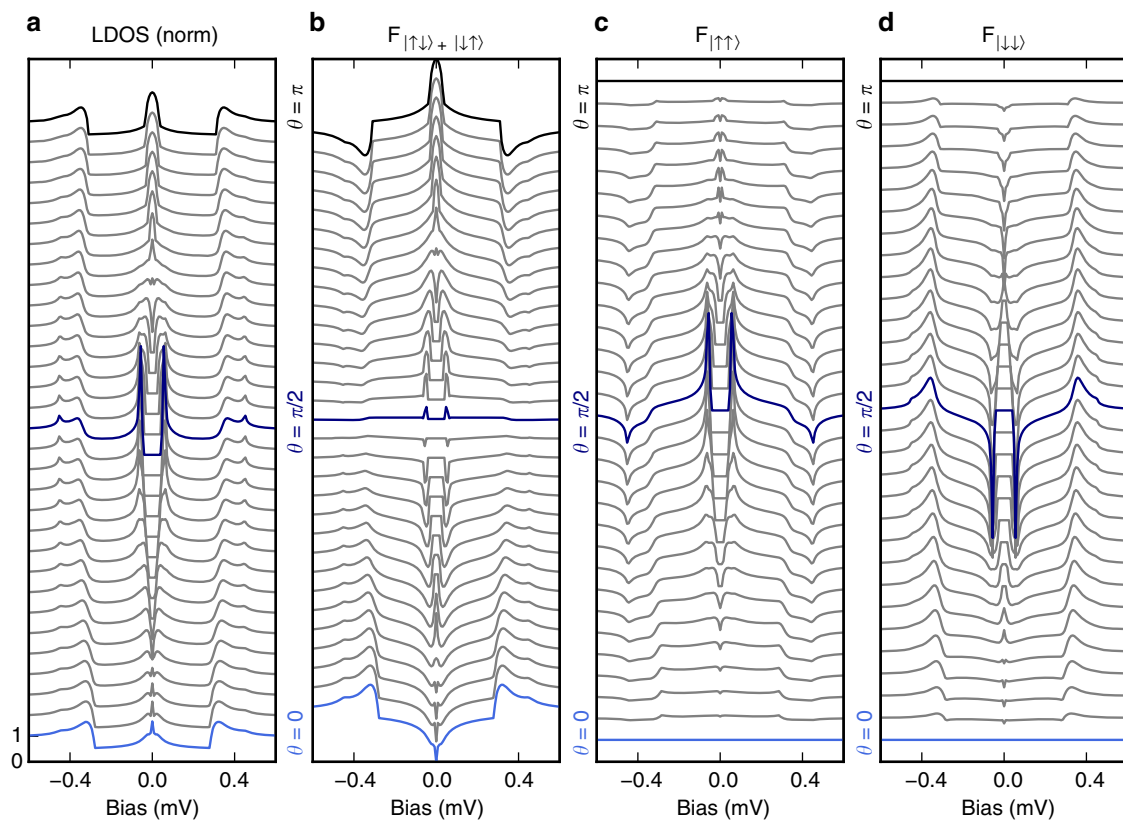 a
LDOS (norm)
b
F|↑↓⟩ + |↓↑⟩
c
F|↑↑⟩
d
F|↓↓⟩
θ = π
θ = π
θ = π
θ = π/2
θ = π/2
θ = π/2
θ = 0
θ = 0
θ = 0
1
0
−0.4 0.0 0.4
−0.4 0.0 0.4
−0.4 0.0 0.4
−0.4 0.0 0.4
Bias (mV)
Bias (mV)
Bias (mV)
Bias (mV)